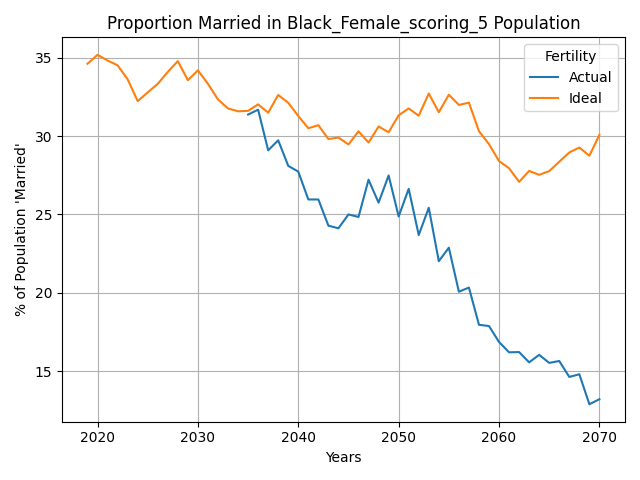 Proportion Married in Black_Female_scoring_5 Population
Fertility
Actual
Ideal
% of Population 'Married'
35
30
25
20
15
2020 2030 2040 2050 2060 2070
Years